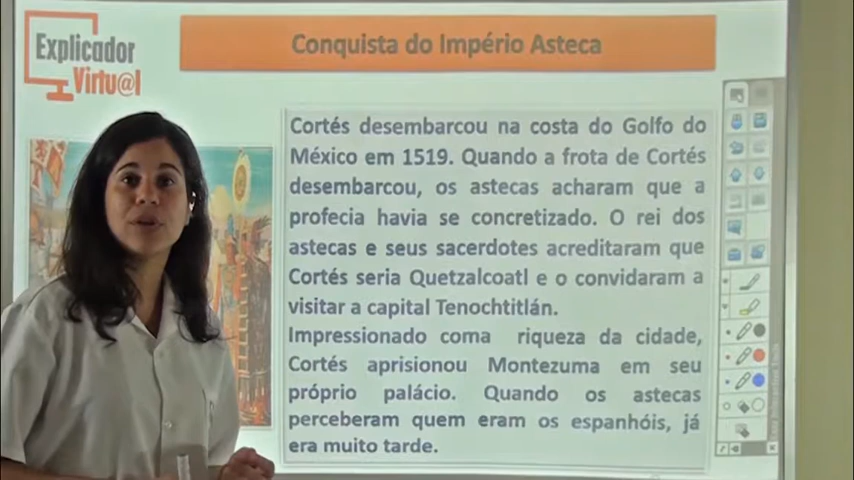 Explicador
Virtu@l
Conquista do Império Asteca
Cortés desembarcou na costa do Golfo do
México em 1519. Quando a frota de Cortés
desembarcou, os astecas acharam que a
profecia havia se concretizado. O rei dos
astecas e seus sacerdotes acreditaram que
Cortés seria Quetzalcoatl e o convidaram a
visitar a capital Tenochtitlán.
Impressionado coma riqueza da cidade,
Cortés aprisionou Montezuma em seu
próprio palácio. Quando os astecas
perceberam quem eram os espanhóis, já
era muito tarde.